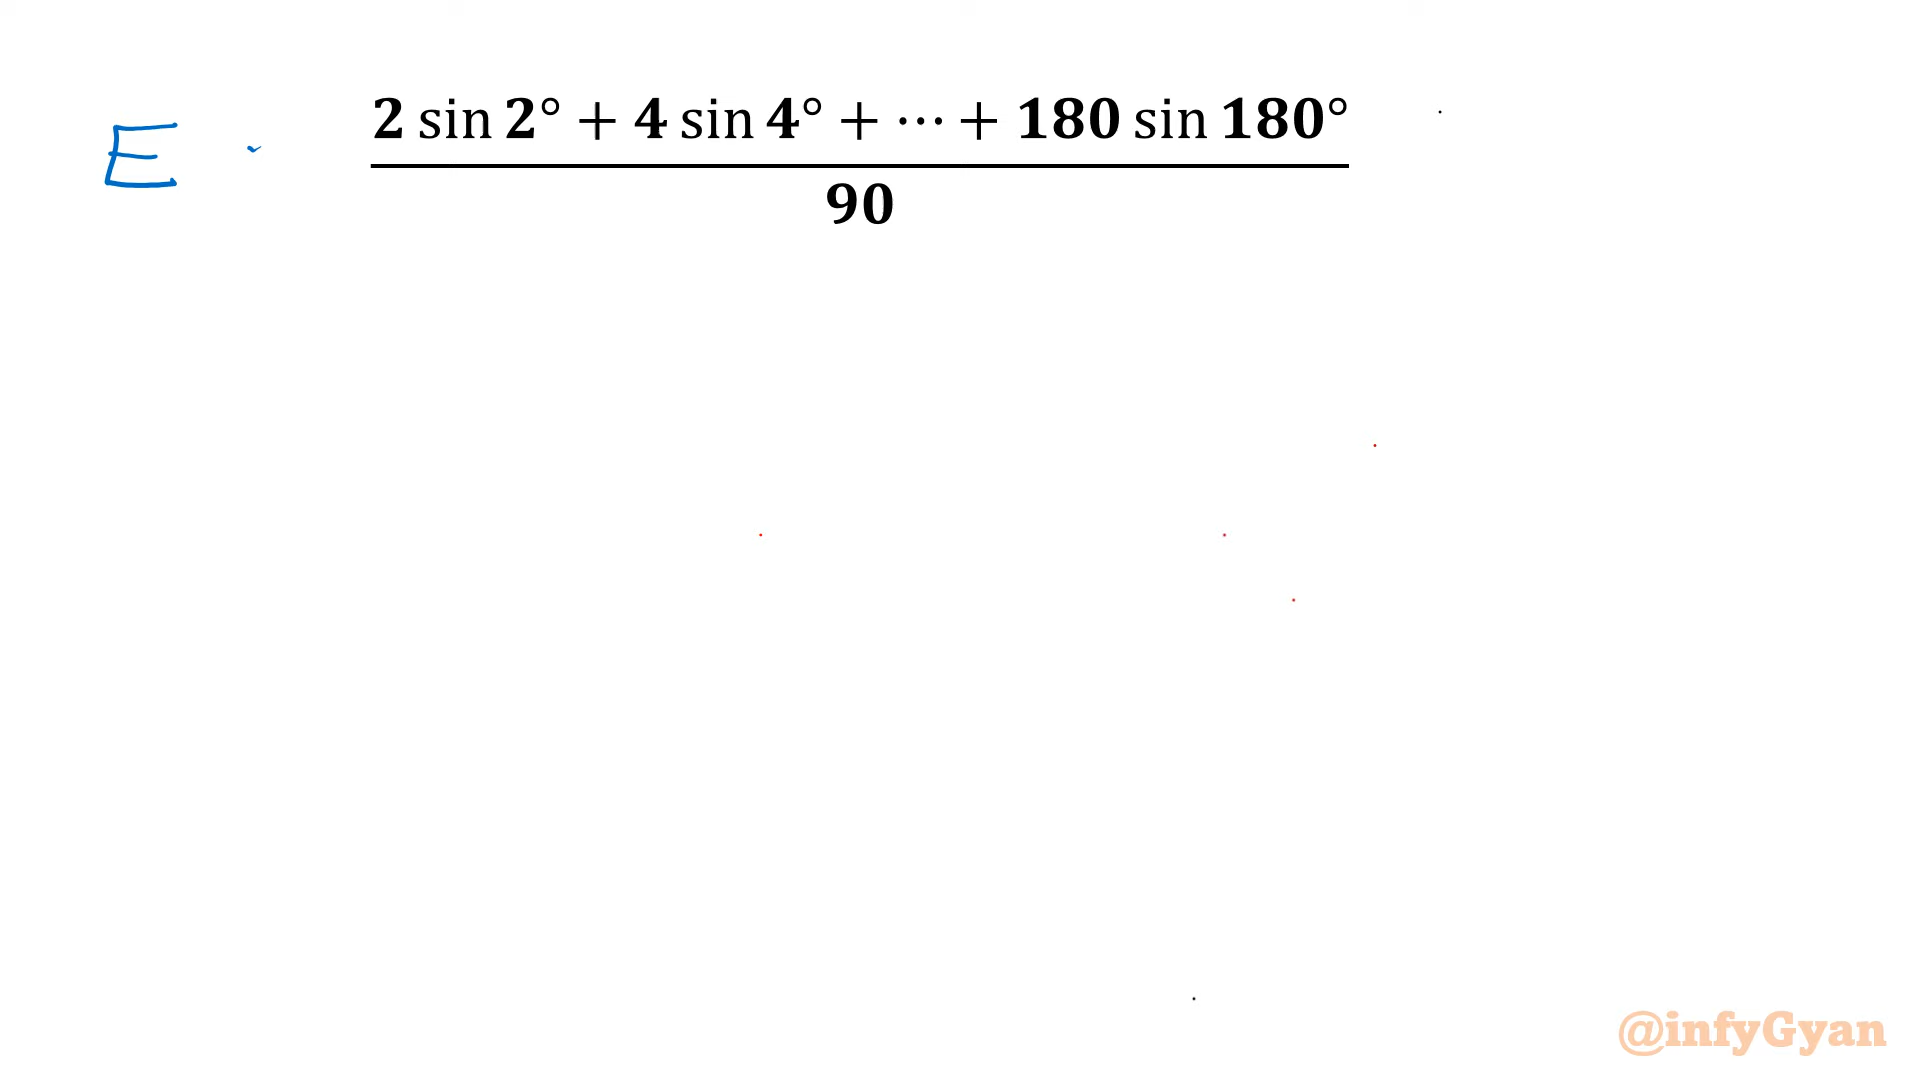 E
2 sin 2° + 4 sin 4° + ⋯ + 180 sin 180°
90
@infyGyan